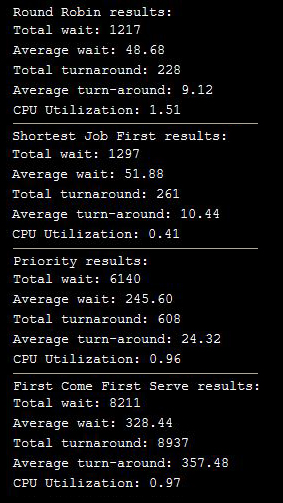 Round Robin results:
Total wait: 1217
Average wait: 48.68
Total turnaround: 228
Average turn-around: 9.12
CPU Utilization: 1.51
Shortest Job First results:
Total wait: 1297
Average wait: 51.88
Total turnaround: 261
Average turn-around: 10.44
CPU Utilization: 0.41
Priority results:
Total wait: 6140
Average wait: 245.60
Total turnaround: 608
Average turn-around: 24.32
CPU Utilization: 0.96
First Come First Serve results:
Total wait: 8211
Average wait: 328.44
Total turnaround: 8937
Average turn-around: 357.48
CPU Utilization: 0.97